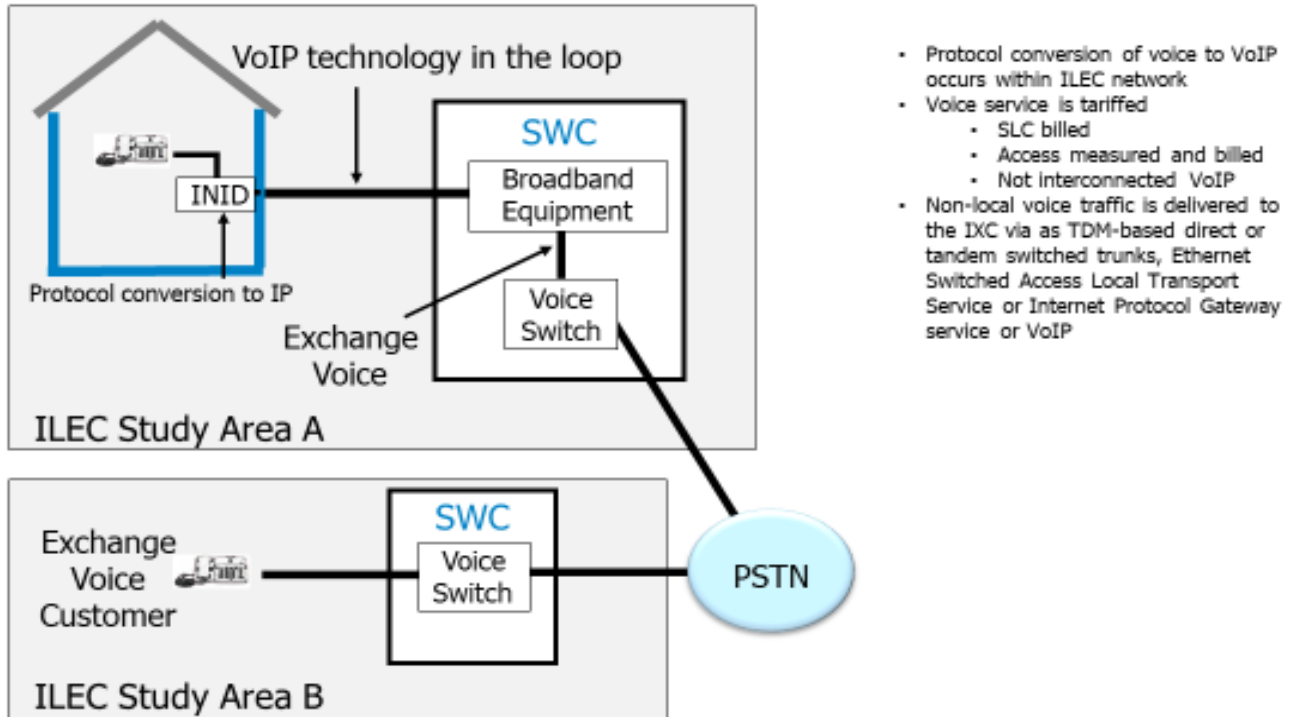 VoIP technology in the loop
SWC
Broadband
Equipment
INID
Protocol conversion to IP
Voice
Switch
Exchange
Voice
ILEC Study Area A
SWC
Exchange
Voice
Customer
Voice
Switch
PSTN
ILEC Study Area B
▪ Protocol conversion of voice to VoIP
occurs within ILEC network
▪ Voice service is tariffed
▪ SLC billed
▪ Access measured and billed
▪ Not interconnected VoIP
▪ Non-local voice traffic is delivered to
the IXC via as TDM-based direct or
tandem switched trunks, Ethernet
Switched Access Local Transport
Service or Internet Protocol Gateway
service or VoIP